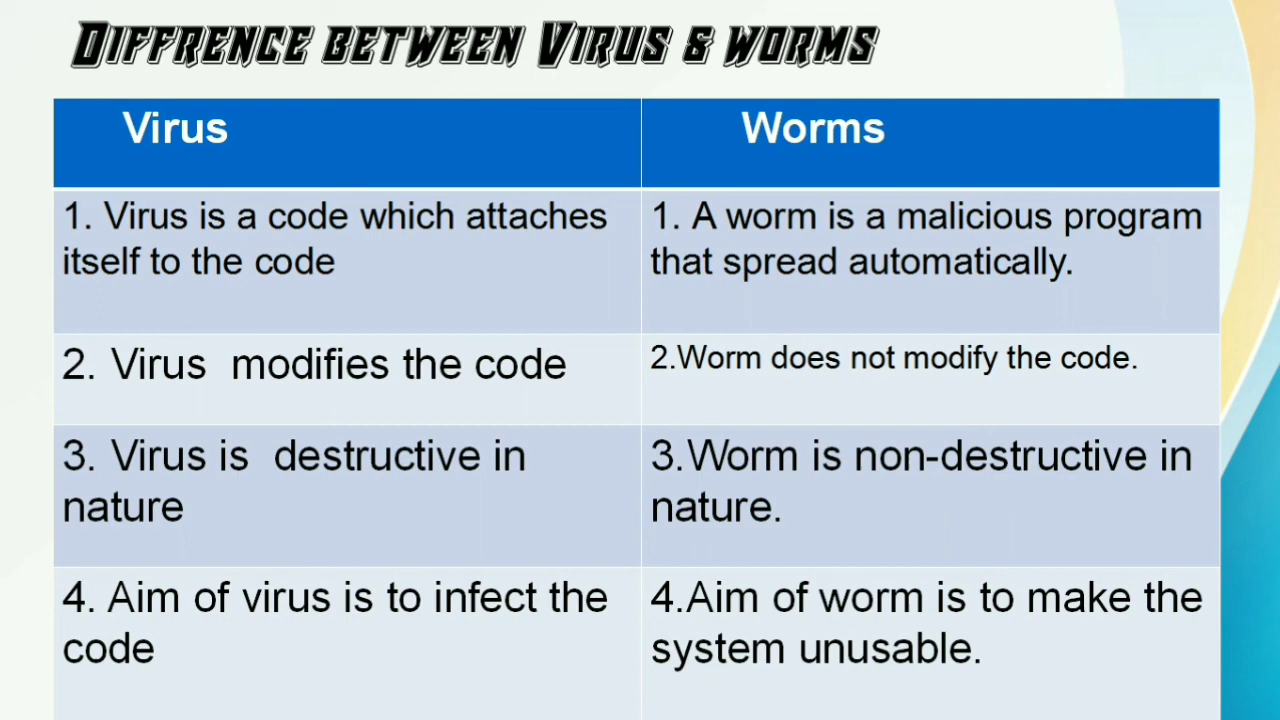 Diffrence between Virus & worms
Virus
Worms
1. Virus is a code which attaches
itself to the code
1. A worm is a malicious program
that spread automatically.
2. Virus modifies the code
2.Worm does not modify the code.
3. Virus is destructive in
nature
3.Worm is non-destructive in
nature.
4. Aim of virus is to infect the
code
4.Aim of worm is to make the
system unusable.